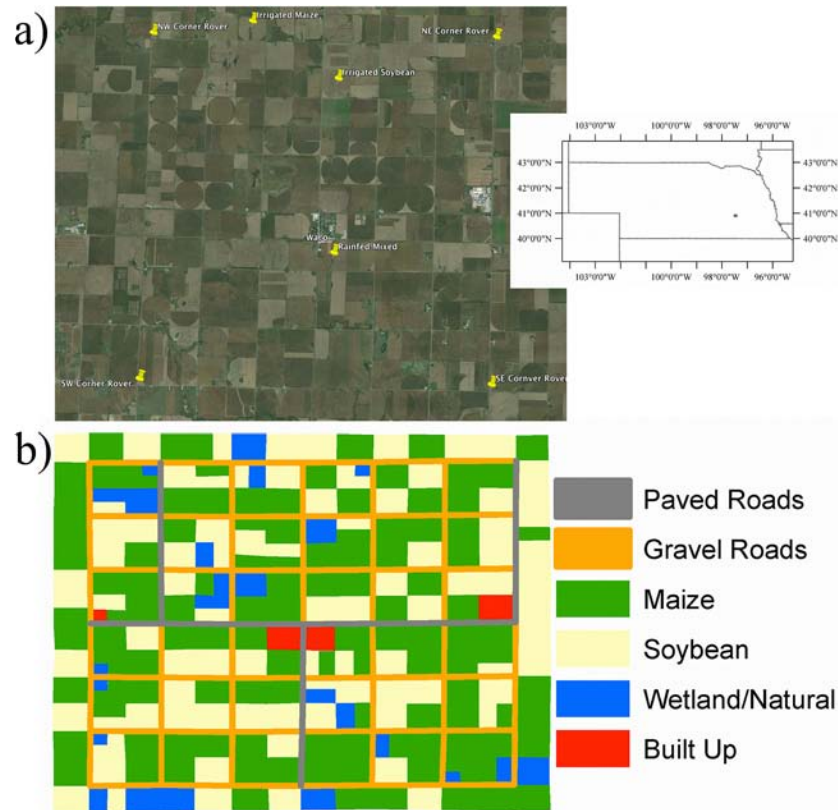 a)
NW Corner Rover
Irrigated Maize
NE Corner Rover
Irrigated Soybean
Waco
Rainfed Mixed
SW Corner Rover
SE Cornver Rover
103°0'0"W 100°0'0"W 98°0'0"W 96°0'0"W
43°0'0"N 43°0'0"N
42°0'0"N 42°0'0"N
41°0'0"N 41°0'0"N
40°0'0"N 40°0'0"N
103°0'0"W 100°0'0"W 98°0'0"W 96°0'0"W
b)
Paved Roads
Gravel Roads
Maize
Soybean
Wetland/Natural
Built Up